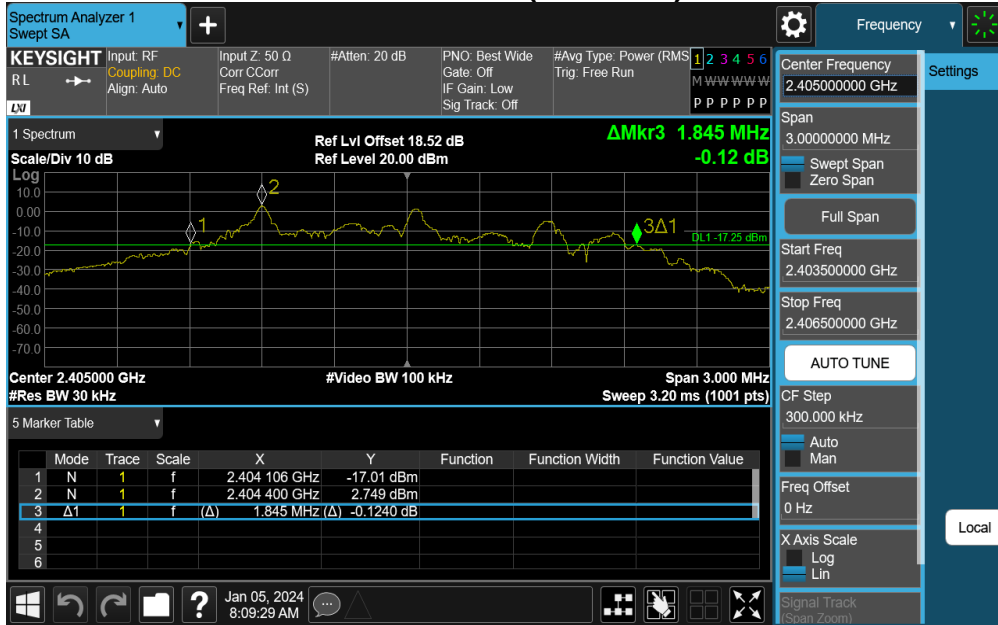 Spectrum Analyzer 1
Swept SA
+
Frequency
KEYSIGHT
RL
LXI
Input: RF
Coupling: DC
Align: Auto
Input Z: 50 Ω
Corr CCorr
Freq Ref: Int (S)
#Atten: 20 dB
PNO: Best Wide
Gate: Off
IF Gain: Low
Sig Track: Off
#Avg Type: Power (RMS
Trig: Free Run
1 2 3 4 5 6
M W W W W W
P P P P P P
1 Spectrum
Scale/Div 10 dB
Ref Lvl Offset 18.52 dB
Ref Level 20.00 dBm
ΔMkr3 1.845 MHz
-0.12 dB
Log
10.0
0.00
-10.0
-20.0
-30.0
-40.0
-50.0
-60.0
-70.0
1
2
3Δ1
DL1 -17.25 dBm
Center 2.405000 GHz
#Res BW 30 kHz
#Video BW 100 kHz
Span 3.000 MHz
Sweep 3.20 ms (1001 pts)
5 Marker Table
Mode Trace Scale X Y Function Function Width Function Value
1 N 1 f 2.404 106 GHz -17.01 dBm
2 N 1 f 2.404 400 GHz 2.749 dBm
3 Δ1 1 f (Δ) 1.845 MHz (Δ) -0.1240 dB
4
5
6
?
Jan 05, 2024
8:09:29 AM
Center Frequency
2.405000000 GHz
Span
3.00000000 MHz
Swept Span
Zero Span
Full Span
Start Freq
2.403500000 GHz
Stop Freq
2.406500000 GHz
AUTO TUNE
CF Step
300.000 kHz
Auto
Man
Freq Offset
0 Hz
X Axis Scale
Log
Lin
Signal Track
(Span Zoom)
Settings
Local